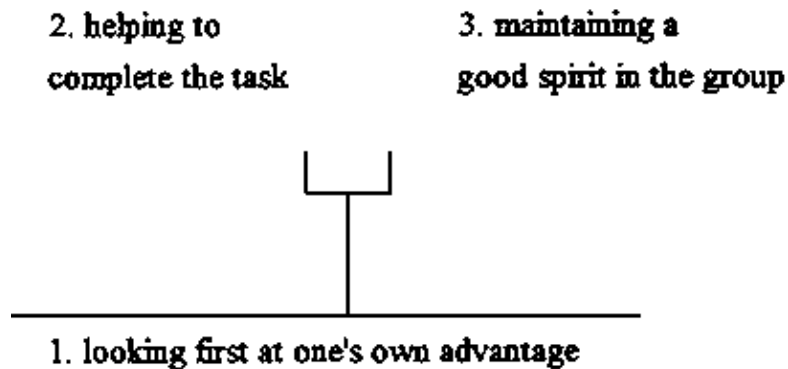 2. helping to
complete the task
3. maintaining a
good spirit in the group
1. looking first at one's own advantage